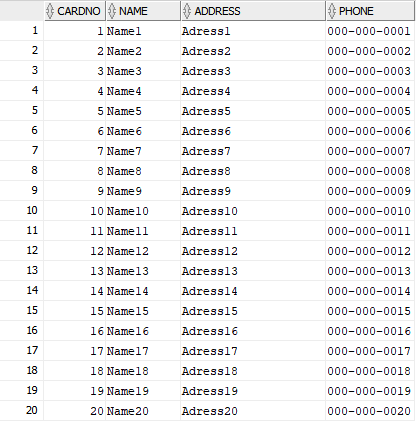 CARDNO NAME ADDRESS PHONE
1 1 Name1 Adress1 000-000-0001
2 2 Name2 Adress2 000-000-0002
3 3 Name3 Adress3 000-000-0003
4 4 Name4 Adress4 000-000-0004
5 5 Name5 Adress5 000-000-0005
6 6 Name6 Adress6 000-000-0006
7 7 Name7 Adress7 000-000-0007
8 8 Name8 Adress8 000-000-0008
9 9 Name9 Adress9 000-000-0009
10 10 Name10 Adress10 000-000-0010
11 11 Name11 Adress11 000-000-0011
12 12 Name12 Adress12 000-000-0012
13 13 Name13 Adress13 000-000-0013
14 14 Name14 Adress14 000-000-0014
15 15 Name15 Adress15 000-000-0015
16 16 Name16 Adress16 000-000-0016
17 17 Name17 Adress17 000-000-0017
18 18 Name18 Adress18 000-000-0018
19 19 Name19 Adress19 000-000-0019
20 20 Name20 Adress20 000-000-0020